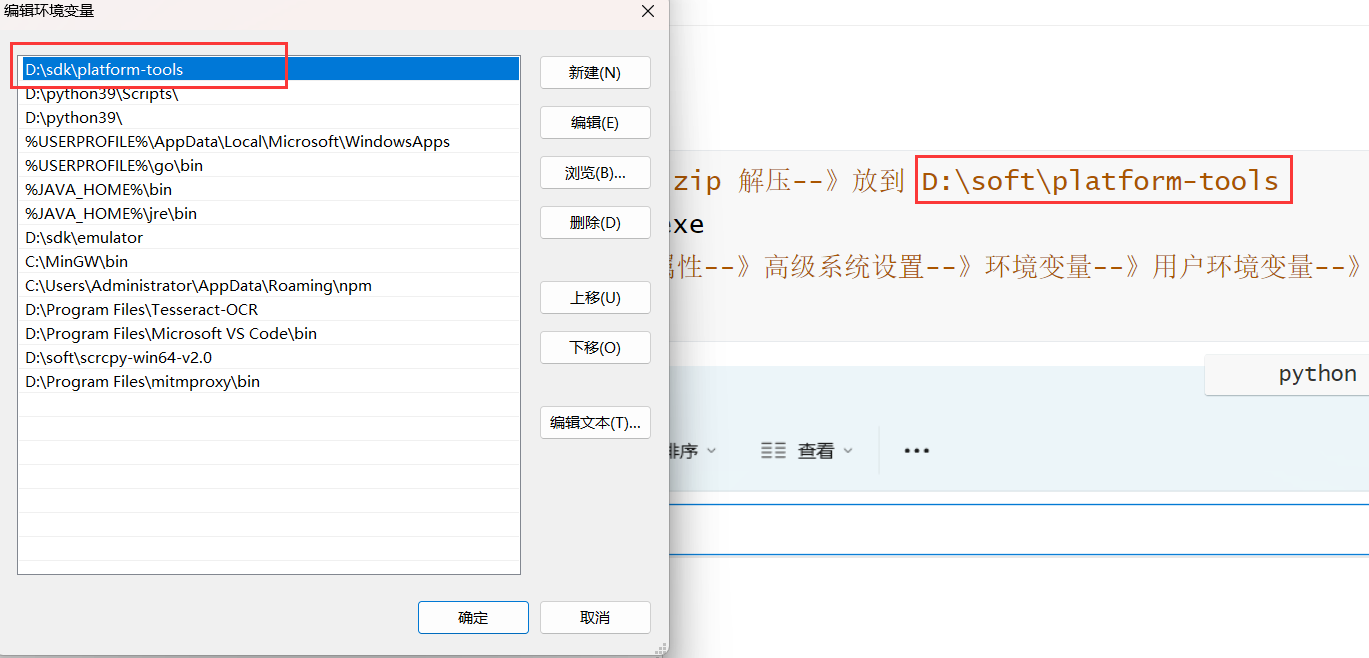 编辑环境变量
D:\sdk\platform-tools
D:\python39\Scripts\
D:\python39\
%USERPROFILE%\AppData\Local\Microsoft\WindowsApps
%USERPROFILE%\go\bin
%JAVA_HOME%\bin
%JAVA_HOME%\jre\bin
D:\sdk\emulator
C:\MinGW\bin
C:\Users\Administrator\AppData\Roaming\npm
D:\Program Files\Tesseract-OCR
D:\Program Files\Microsoft VS Code\bin
D:\soft\scrcpy-win64-v2.0
D:\Program Files\mitmproxy\bin
新建(N)
编辑(E)
浏览(B)...
删除(D)
上移(U)
下移(O)
编辑文本(T)...
确定
取消
zip 解压--》放到 D:\soft\platform-tools
xe
属性--》高级系统设置--》环境变量--》用户环境变量--》
python
排序
查看